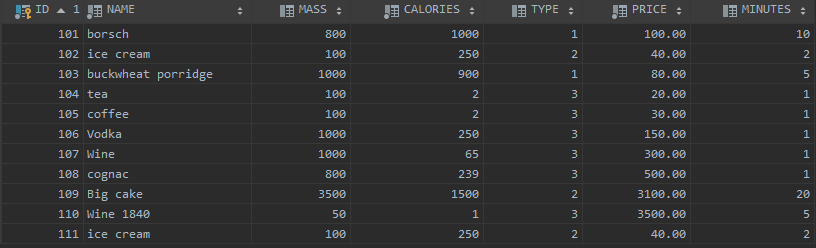 ID 1 NAME MASS CALORIES TYPE PRICE MINUTES
101 borsch 800 1000 1 100.00 10
102 ice cream 100 250 2 40.00 2
103 buckwheat porridge 1000 900 1 80.00 5
104 tea 100 2 3 20.00 1
105 coffee 100 2 3 30.00 1
106 Vodka 1000 250 3 150.00 1
107 Wine 1000 65 3 300.00 1
108 cognac 800 239 3 500.00 1
109 Big cake 3500 1500 2 3100.00 20
110 Wine 1840 50 1 3 3500.00 5
111 ice cream 100 250 2 40.00 2